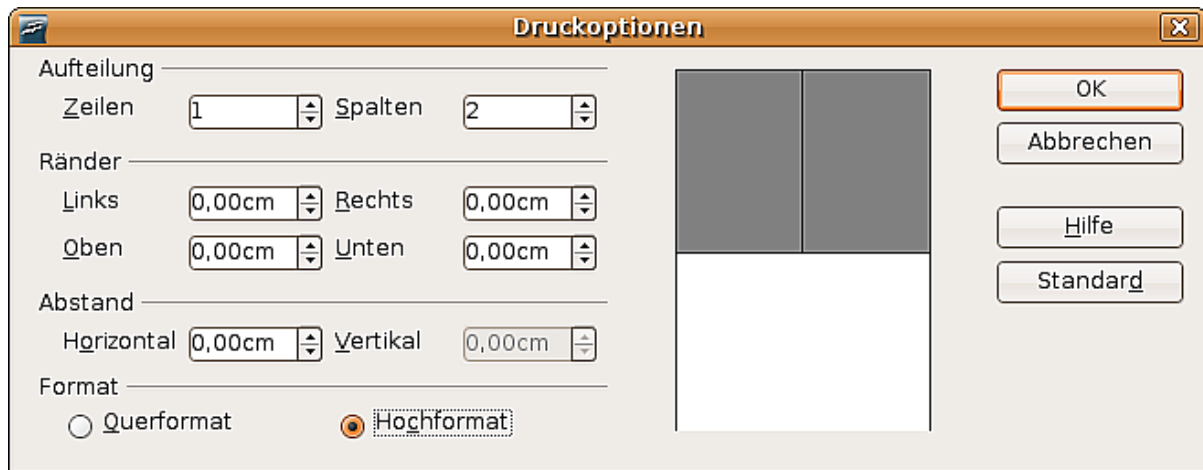 Druckoptionen
Aufteilung
Zeilen 1 Spalten 2
Ränder
Links 0,00cm Rechts 0,00cm
Oben 0,00cm Unten 0,00cm
Abstand
Horizontal 0,00cm Vertikal 0,00cm
Format
Querformat Hochformat
OK
Abbrechen
Hilfe
Standard